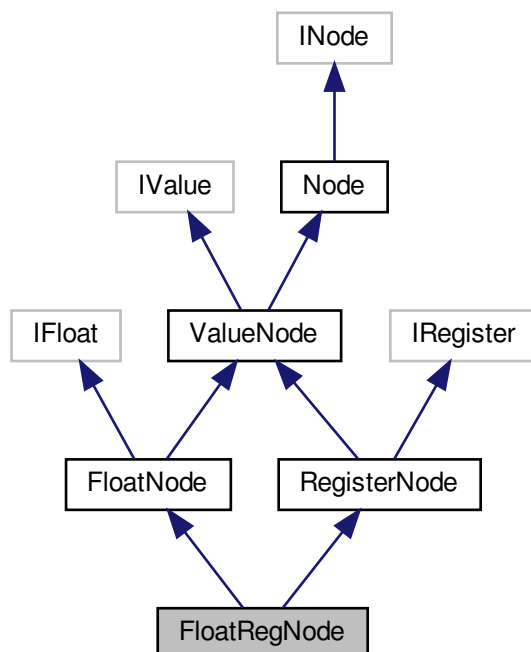 INode
IValue
Node
IFloat
ValueNode
IRegister
FloatNode
RegisterNode
FloatRegNode